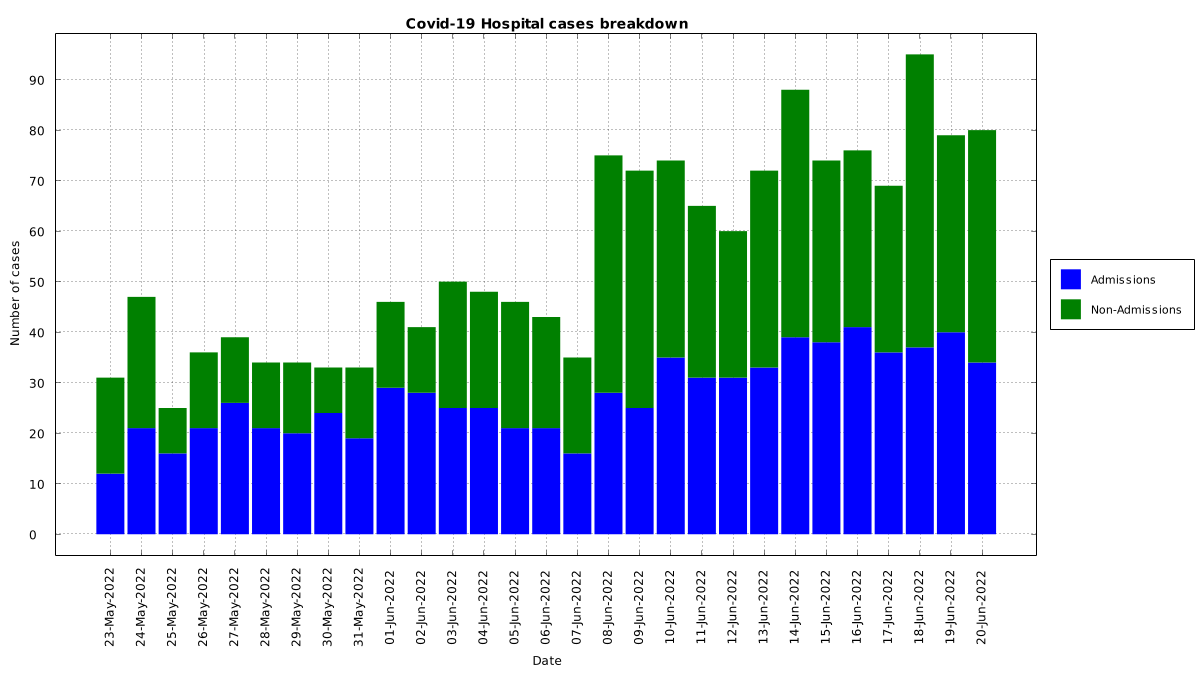 Covid-19 Hospital cases breakdown
Number of cases
90
80
70
60
50
40
30
20
10
0
23-May-2022
24-May-2022
25-May-2022
26-May-2022
27-May-2022
28-May-2022
29-May-2022
30-May-2022
31-May-2022
01-Jun-2022
02-Jun-2022
03-Jun-2022
04-Jun-2022
05-Jun-2022
06-Jun-2022
07-Jun-2022
08-Jun-2022
09-Jun-2022
10-Jun-2022
11-Jun-2022
12-Jun-2022
13-Jun-2022
14-Jun-2022
15-Jun-2022
16-Jun-2022
17-Jun-2022
18-Jun-2022
19-Jun-2022
20-Jun-2022
Date
Admissions
Non-Admissions